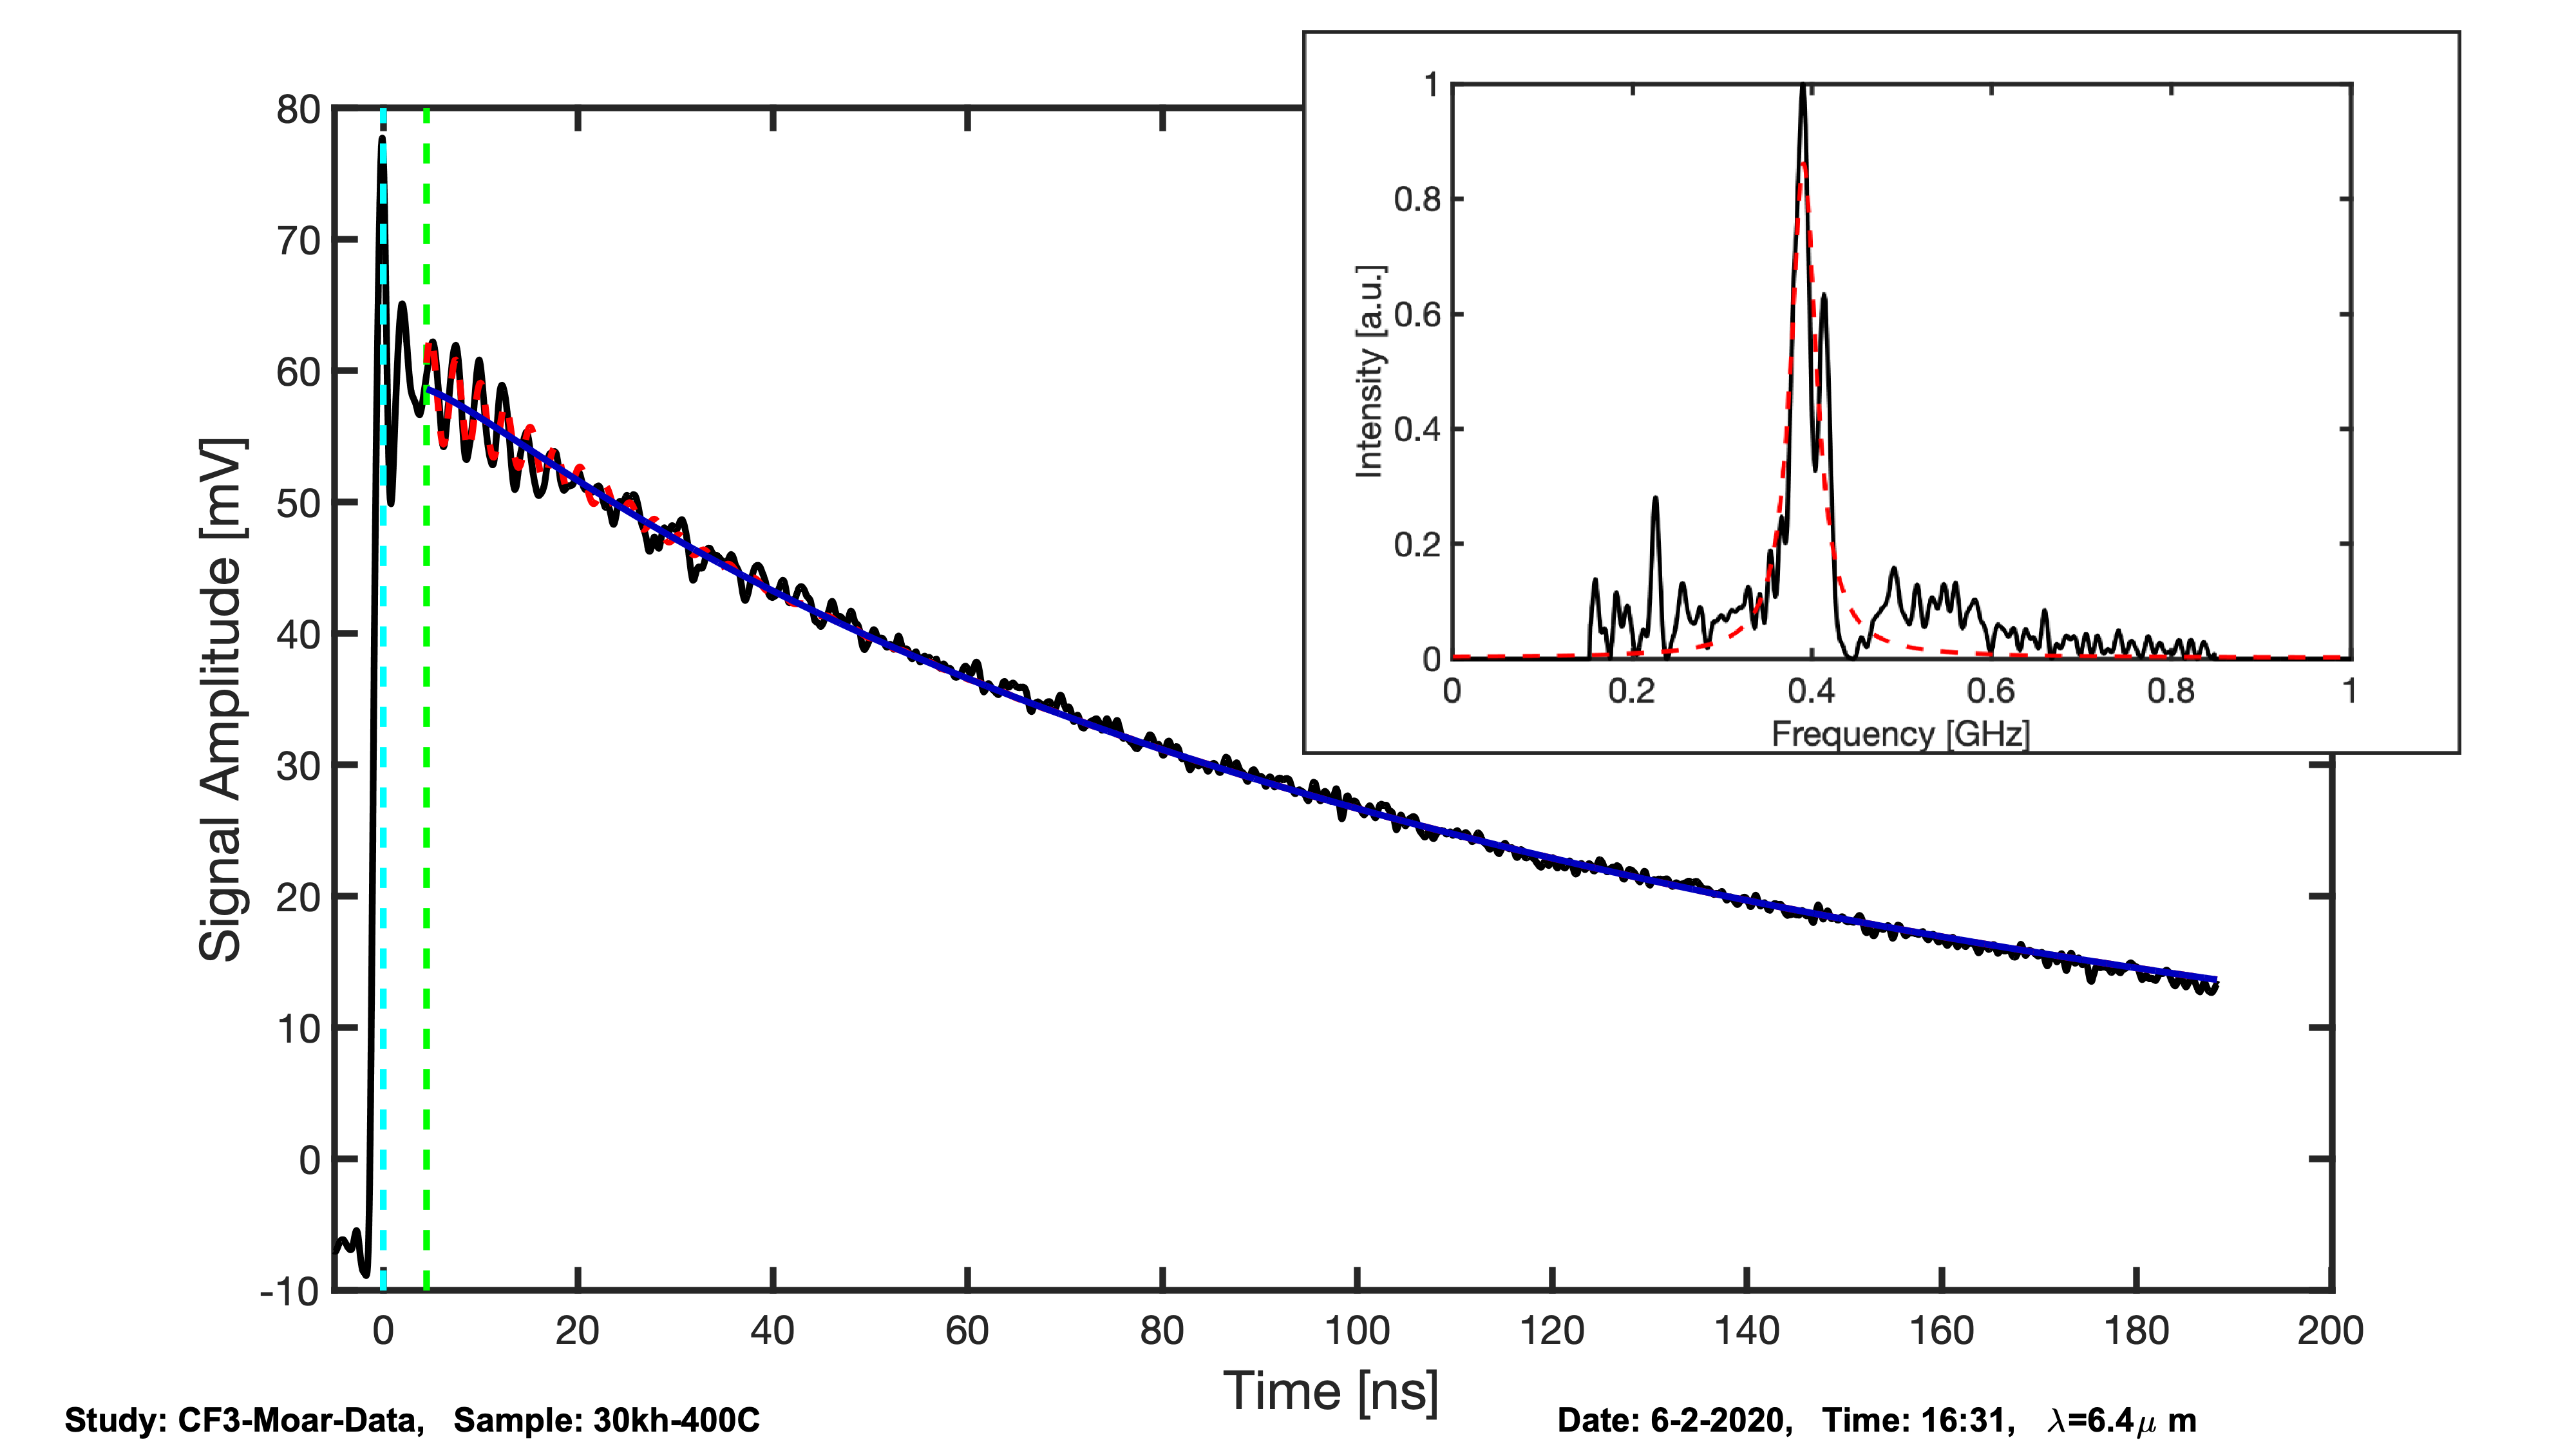 80
70
60
50
40
30
20
10
0
-10
Signal Amplitude [mV]
0 20 40 60 80 100 120 140 160 180 200
Time [ns]
1
0.8
0.6
0.4
0.2
0
Intensity [a.u.]
0 0.2 0.4 0.6 0.8 1
Frequency [GHz]
Study: CF3-Moar-Data, Sample: 30kh-400C
Date: 6-2-2020, Time: 16:31, λ=6.4μ m